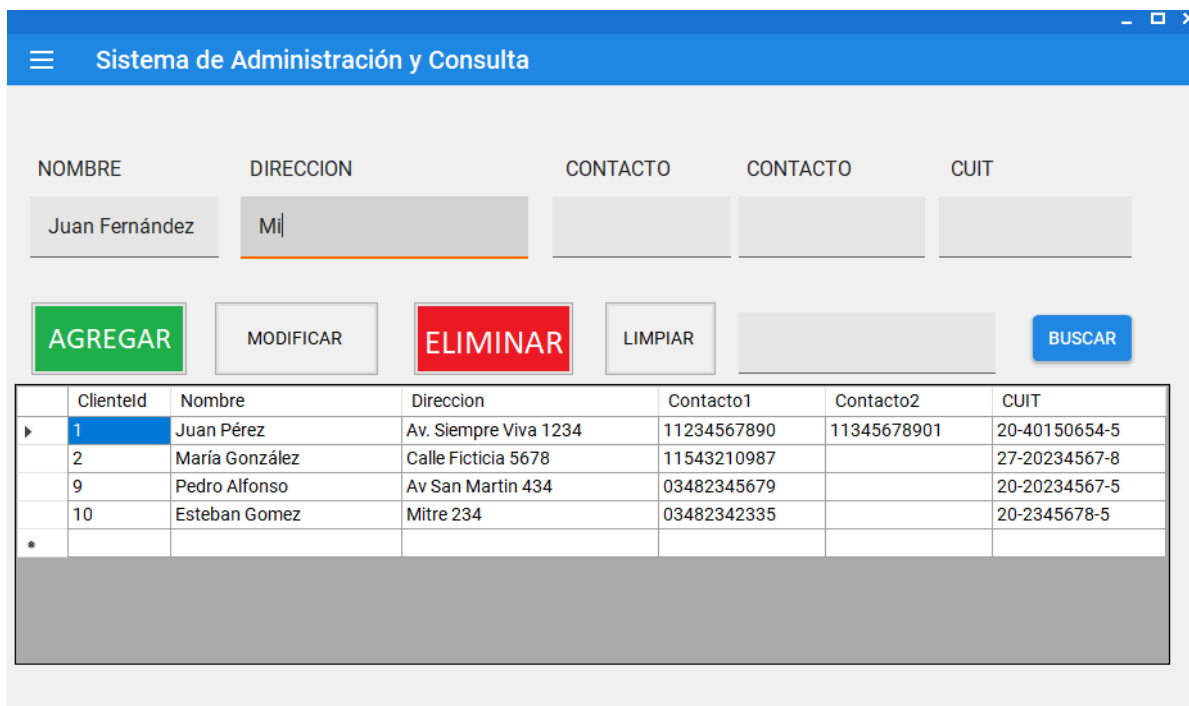 Sistema de Administración y Consulta
NOMBRE DIRECCION CONTACTO CONTACTO CUIT
Juan Fernández Mi
AGREGAR MODIFICAR ELIMINAR LIMPIAR BUSCAR
ClienteId Nombre Direccion Contacto1 Contacto2 CUIT
1 Juan Pérez Av. Siempre Viva 1234 11234567890 11345678901 20-40150654-5
2 María González Calle Ficticia 5678 11543210987 27-20234567-8
9 Pedro Alfonso Av San Martin 434 03482345679 20-20234567-5
10 Esteban Gomez Mitre 234 03482342335 20-2345678-5